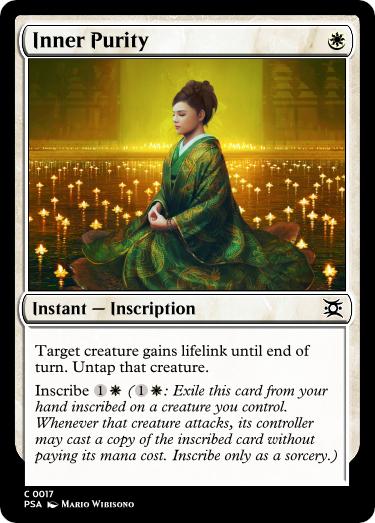 Inner Purity
Instant — Inscription
Target creature gains lifelink until end of
turn. Untap that creature.
Inscribe 1 (1: Exile this card from your
hand inscribed on a creature you control.
Whenever that creature attacks, its controller
may cast a copy of the inscribed card without
paying its mana cost. Inscribe only as a sorcery.)
C 0017
PSA Mario Wibisono